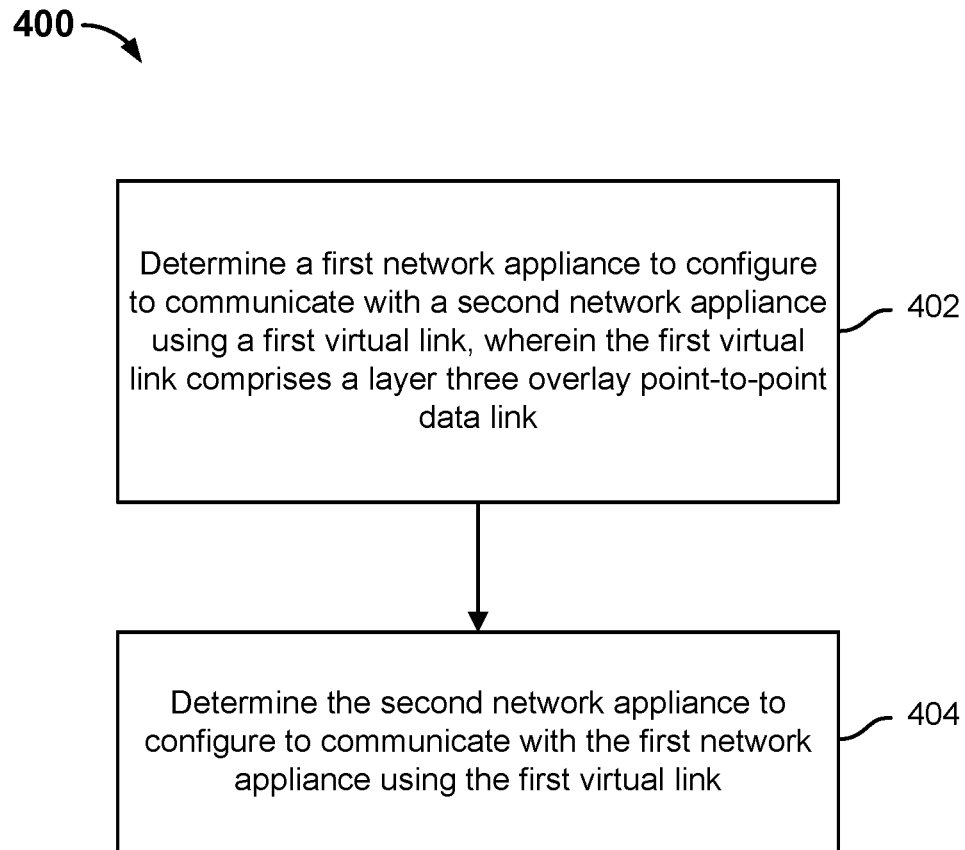 400
Determine a first network appliance to configure
to communicate with a second network appliance
using a first virtual link, wherein the first virtual
link comprises a layer three overlay point-to-point
data link
402
Determine the second network appliance to
configure to communicate with the first network
appliance using the first virtual link
404